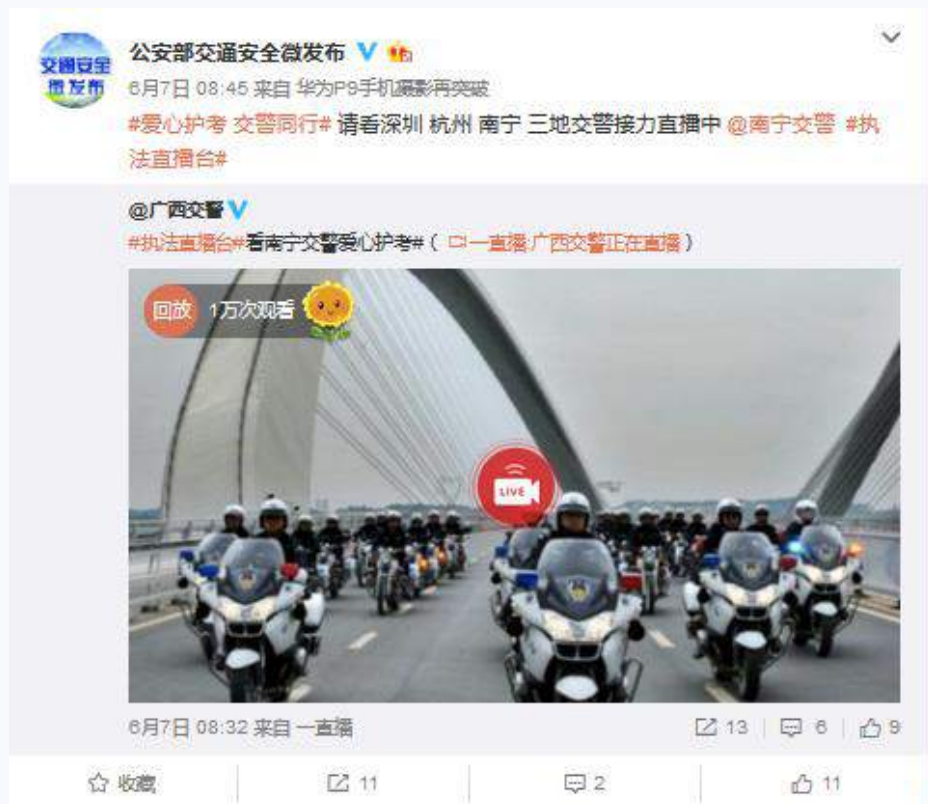 交通安全
微发布
公安部交通安全微发布
6月7日 08:45 来自 华为P9手机摄影再突破
#爱心护考 交警同行# 请看深圳 杭州 南宁 三地交警接力直播中 @南宁交警 #执
法直播台#
@广西交警
#执法直播台#看南宁交警爱心护考#（ 一直播:广西交警正在直播 ）
回放 1万次观看
LIVE
6月7日 08:32 来自 一直播 13 6 9
收藏 11 2 11